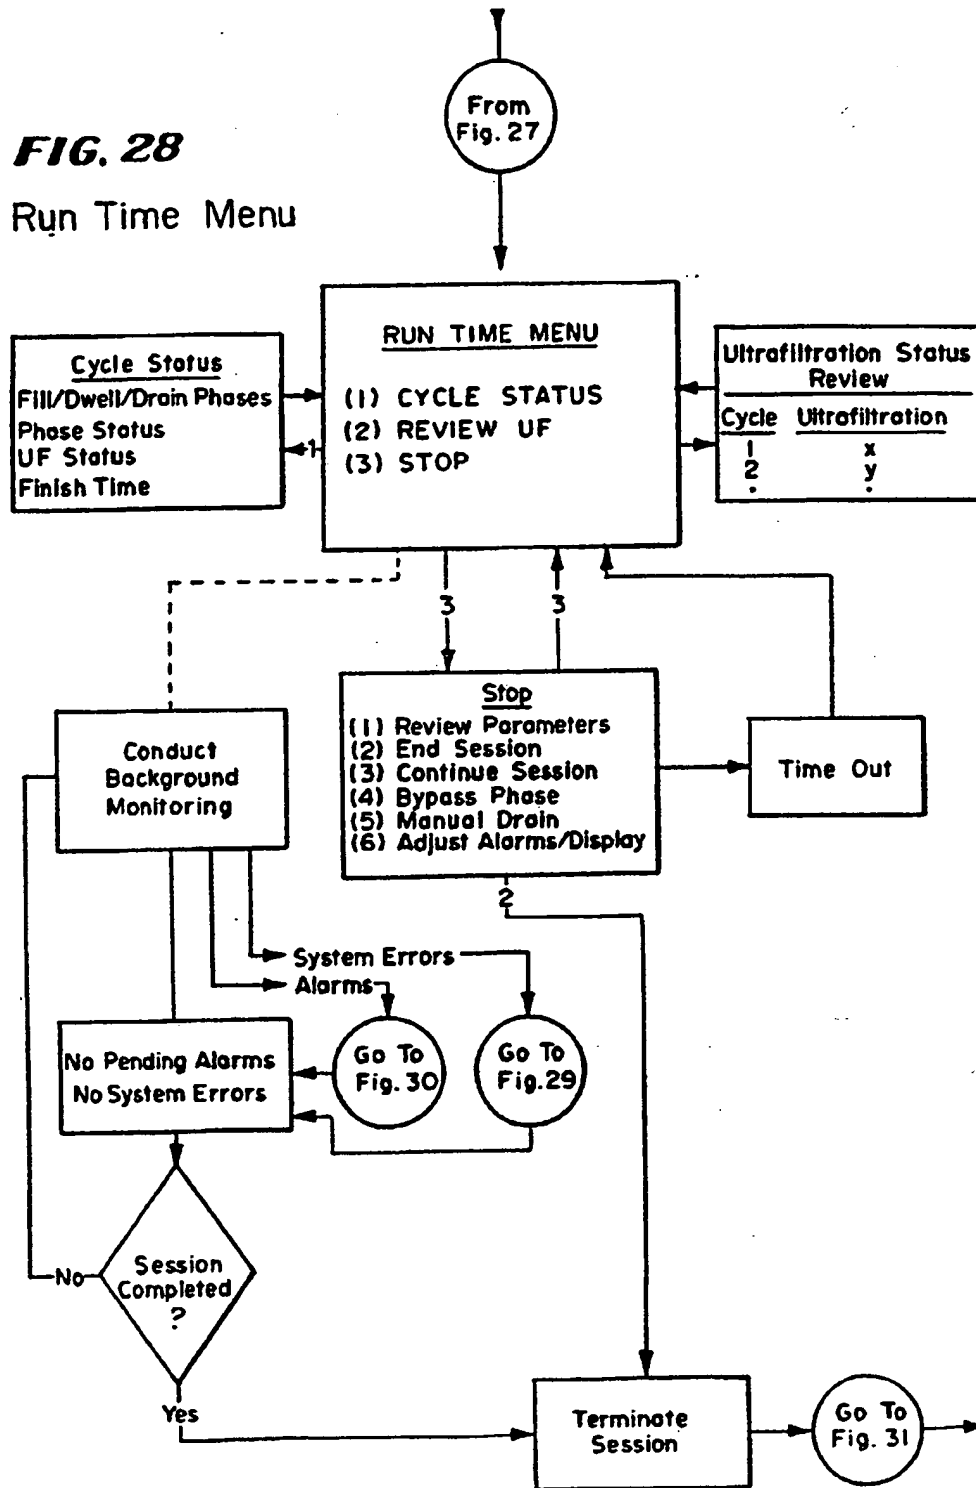 From
Fig. 27
FIG. 28
Run Time Menu
RUN TIME MENU
(1) CYCLE STATUS
(2) REVIEW UF
(3) STOP
Cycle Status
Fill/Dwell/Drain Phases
Phase Status
UF Status
Finish Time
1
Ultrafiltration Status
Review
Cycle Ultrafiltration
1 x
2 y
. .
3
3
Stop
(1) Review Parameters
(2) End Session
(3) Continue Session
(4) Bypass Phase
(5) Manual Drain
(6) Adjust Alarms/Display
Time Out
Conduct
Background
Monitoring
2
System Errors
Alarms
No Pending Alarms
No System Errors
Go To
Fig. 30
Go To
Fig. 29
Session
Completed
?
No
Yes
Terminate
Session
Go To
Fig. 31